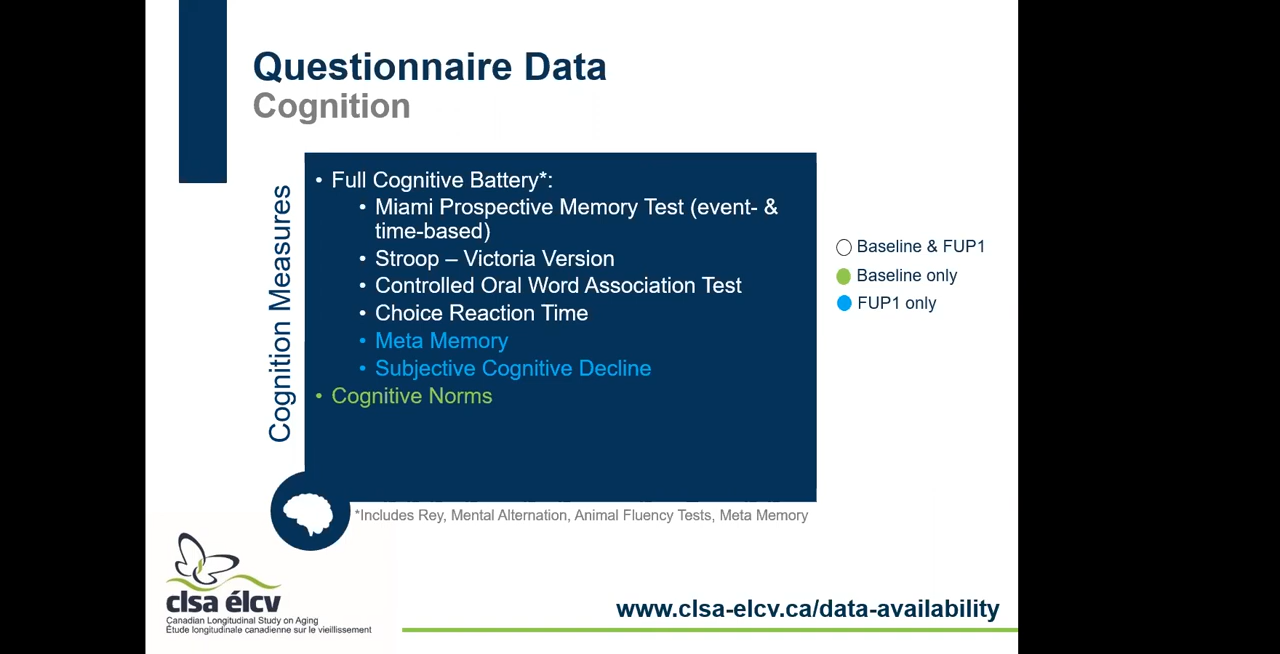 Questionnaire Data
Cognition
Cognition Measures
• Full Cognitive Battery*:
• Miami Prospective Memory Test (event- &
time-based)
• Stroop – Victoria Version
• Controlled Oral Word Association Test
• Choice Reaction Time
• Meta Memory
• Subjective Cognitive Decline
• Cognitive Norms
Baseline & FUP1
Baseline only
FUP1 only
*Includes Rey, Mental Alternation, Animal Fluency Tests, Meta Memory
clsa élcv
Canadian Longitudinal Study on Aging
Étude longitudinale canadienne sur le vieillissement
www.clsa-elcv.ca/data-availability